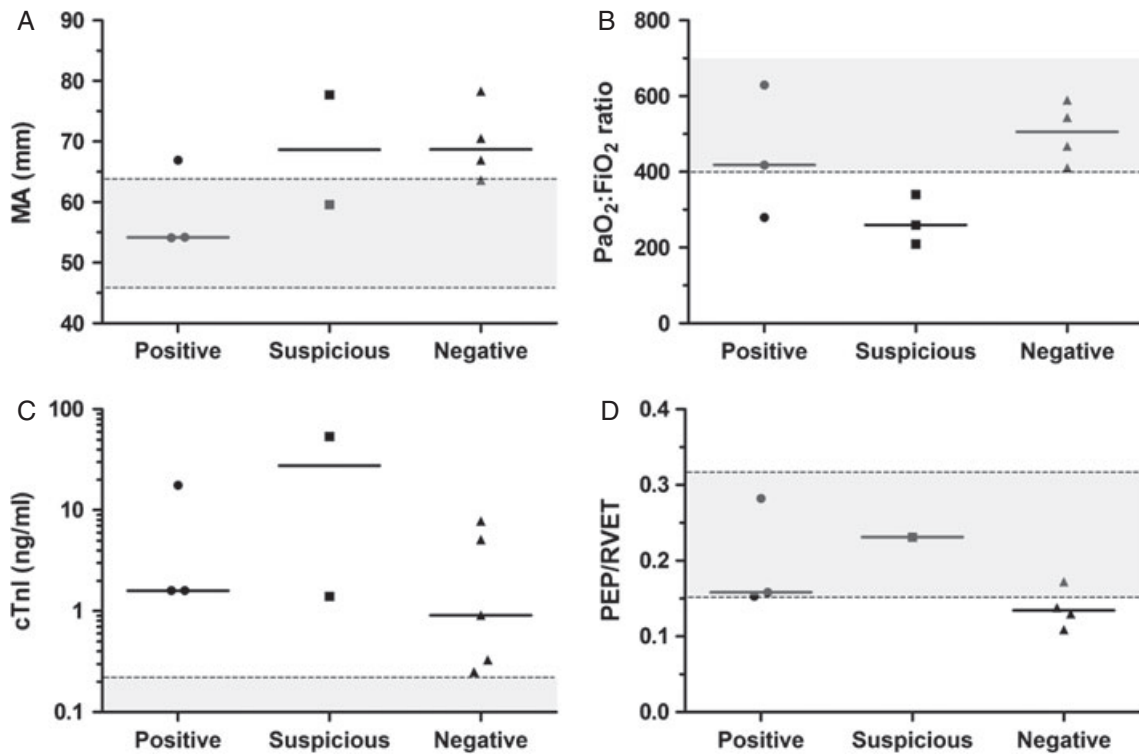 A
MA (mm)
90
80
70
60
50
40
Positive Suspicious Negative
B
PaO₂:FiO₂ ratio
800
600
400
200
0
Positive Suspicious Negative
C
cTnI (ng/ml)
100
10
1
0.1
Positive Suspicious Negative
D
PEP/RVET
0.4
0.3
0.2
0.1
0.0
Positive Suspicious Negative